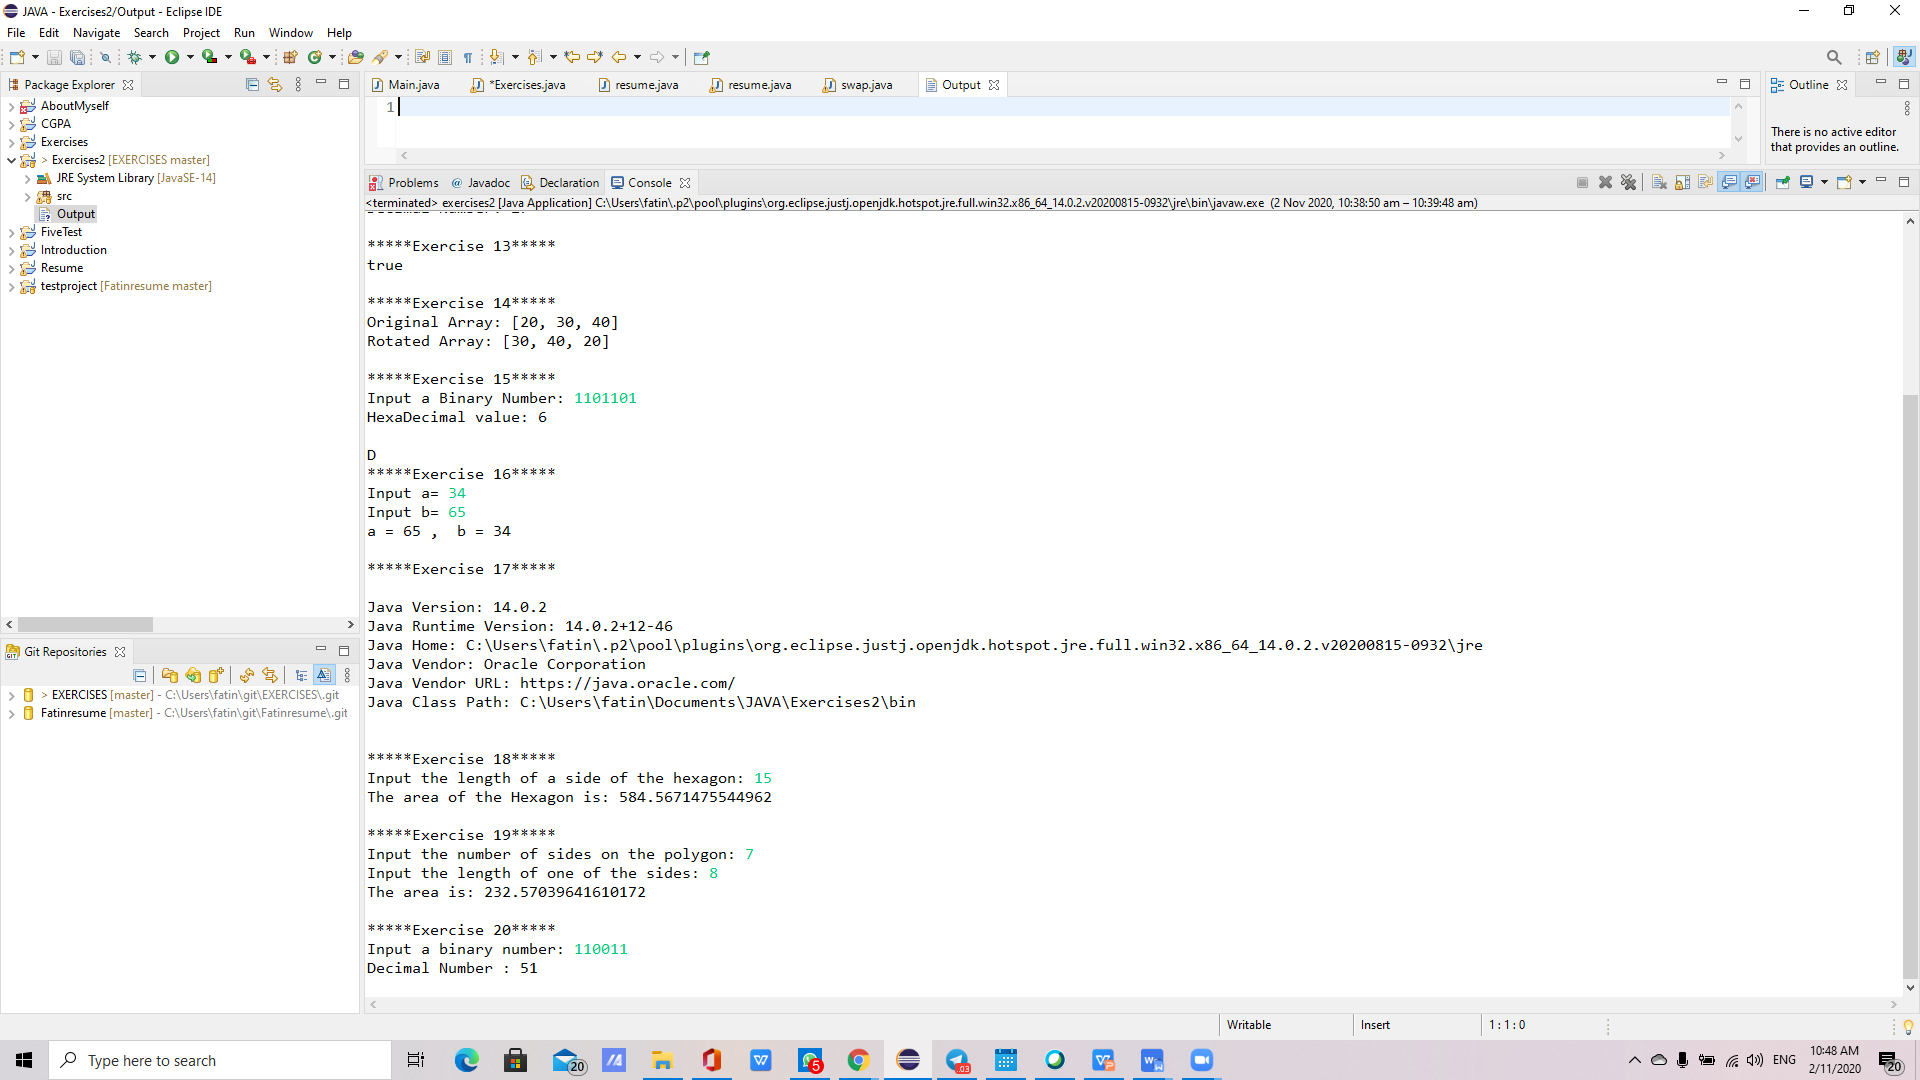 JAVA - Exercises2/Output - Eclipse IDE
File Edit Navigate Search Project Run Window Help
Package Explorer
AboutMyself
CGPA
Exercises
> Exercises2 [EXERCISES master]
JRE System Library [JavaSE-14]
src
Output
FiveTest
Introduction
Resume
testproject [Fatinresume master]
Git Repositories
> EXERCISES [master] - C:\Users\fatin\git\EXERCISES\.git
Fatinresume [master] - C:\Users\fatin\git\Fatinresume\.git
Main.java *Exercises.java resume.java resume.java swap.java Output
1
Outline
There is no active editor
that provides an outline.
Problems @ Javadoc Declaration Console
<terminated> exercises2 [Java Application] C:\Users\fatin\.p2\pool\plugins\org.eclipse.justj.openjdk.hotspot.jre.full.win32.x86_64_14.0.2.v20200815-0932\jre\bin\javaw.exe (2 Nov 2020, 10:38:50 am – 10:39:48 am)
*****Exercise 13*****
true
*****Exercise 14*****
Original Array: [20, 30, 40]
Rotated Array: [30, 40, 20]
*****Exercise 15*****
Input a Binary Number: 1101101
HexaDecimal value: 6
D
*****Exercise 16*****
Input a= 34
Input b= 65
a = 65 ,  b = 34
*****Exercise 17*****
Java Version: 14.0.2
Java Runtime Version: 14.0.2+12-46
Java Home: C:\Users\fatin\.p2\pool\plugins\org.eclipse.justj.openjdk.hotspot.jre.full.win32.x86_64_14.0.2.v20200815-0932\jre
Java Vendor: Oracle Corporation
Java Vendor URL: https://java.oracle.com/
Java Class Path: C:\Users\fatin\Documents\JAVA\Exercises2\bin
*****Exercise 18*****
Input the length of a side of the hexagon: 15
The area of the Hexagon is: 584.5671475544962
*****Exercise 19*****
Input the number of sides on the polygon: 7
Input the length of one of the sides: 8
The area is: 232.57039641610172
*****Exercise 20*****
Input a binary number: 110011
Decimal Number : 51
Writable Insert 1 : 1 : 0
Type here to search
20
5
.03
ENG
10:48 AM
2/11/2020
20